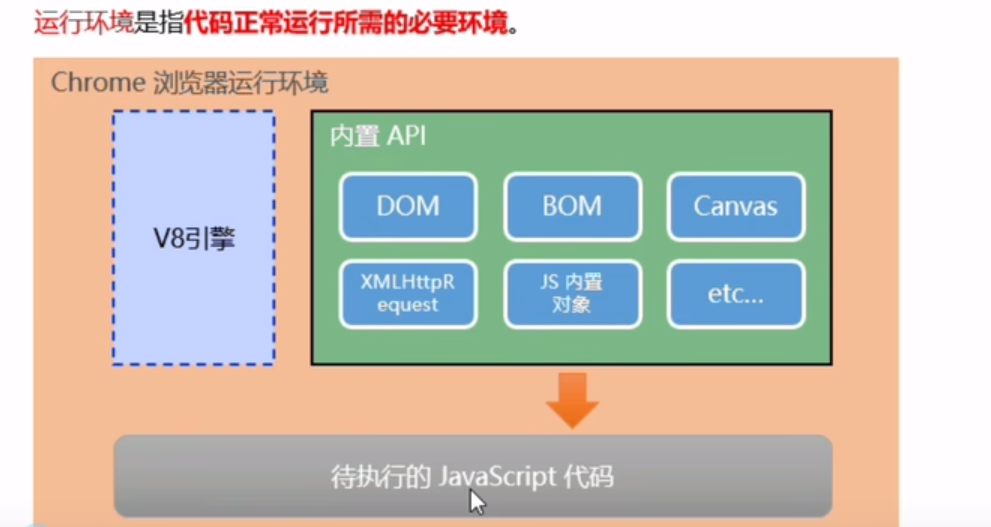 运行环境是指代码正常运行所需的必要环境。
Chrome 浏览器运行环境
V8引擎
内置 API
DOM
BOM
Canvas
XMLHttpR
equest
JS 内置
对象
etc...
待执行的 JavaScript 代码